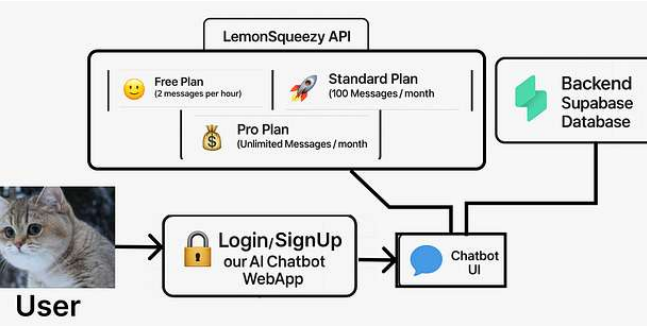 LemonSqueezy API
Free Plan
(2 messages per hour)
Standard Plan
(100 Messages / month
Pro Plan
(Unlimited Messages / month
Backend
Supabase
Database
Login/SignUp
our AI Chatbot
WebApp
Chatbot
UI
User